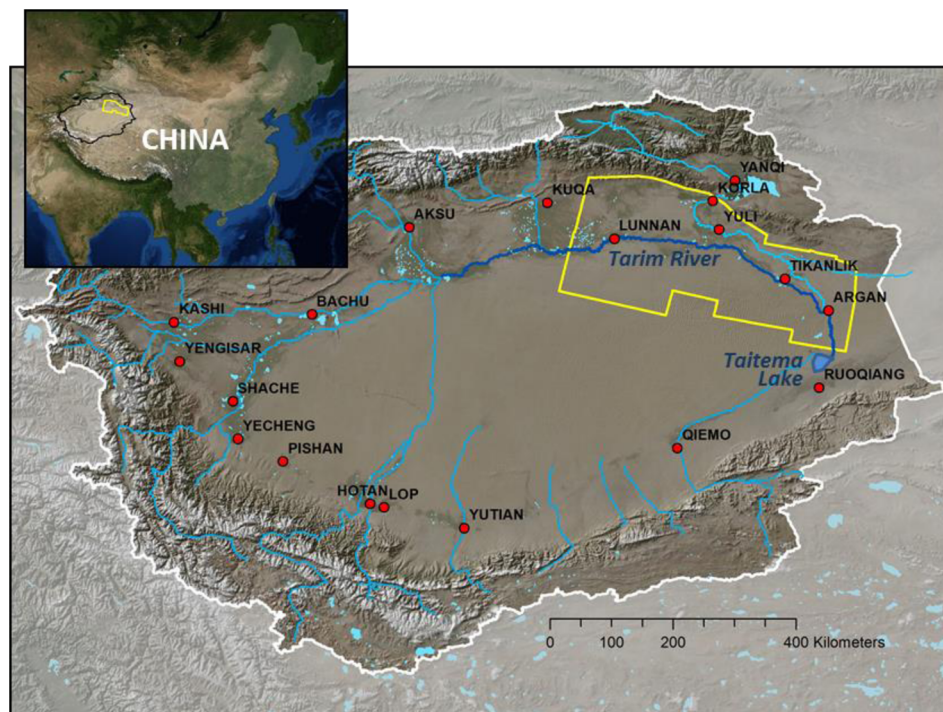 CHINA
YANQI
KORLA
KUQA
AKSU
YULI
LUNNAN
Tarim River
TIKANLIK
BACHU
ARGAN
KASHI
YENGISAR
Taitema
Lake
RUOQIANG
SHACHE
YECHENG
QIEMO
PISHAN
HOTAN
LOP
YUTIAN
0 100 200 400 Kilometers